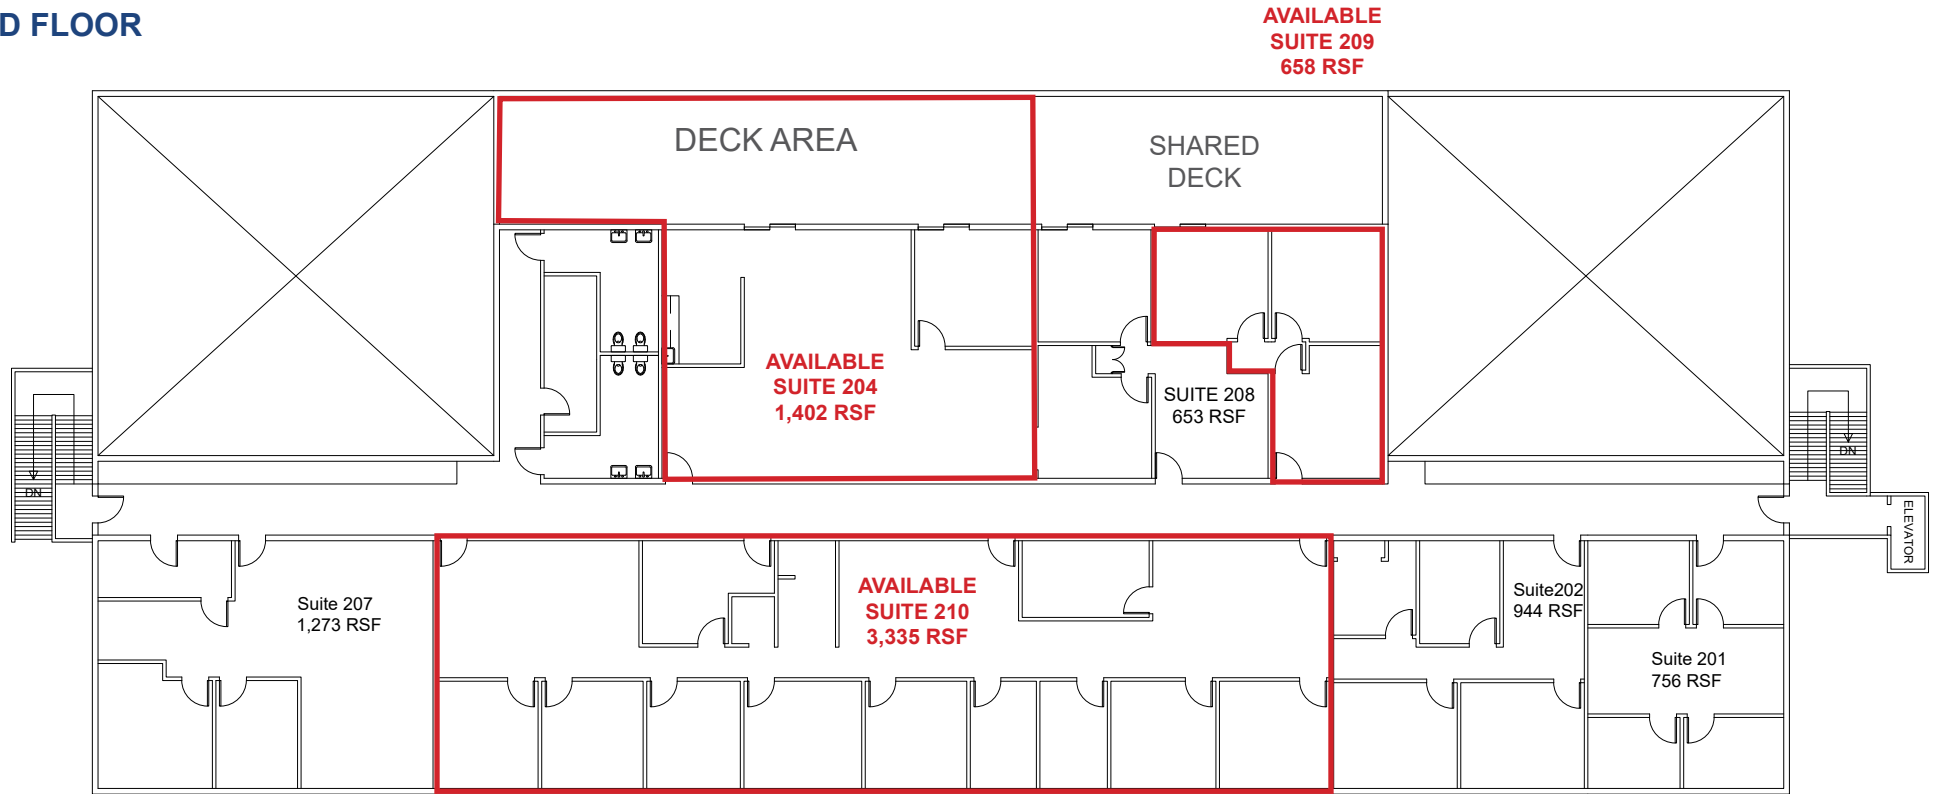 D FLOOR
AVAILABLE
SUITE 209
658 RSF
DECK AREA
SHARED
DECK
AVAILABLE
SUITE 204
1,402 RSF
SUITE 208
653 RSF
DN
DN
ELEVATOR
Suite 207
1,273 RSF
AVAILABLE
SUITE 210
3,335 RSF
Suite202
944 RSF
Suite 201
756 RSF